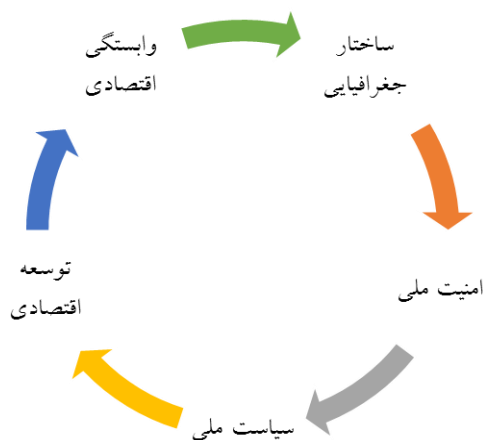 ساختار
جغرافیایی
امنیت ملی
سیاست ملی
توسعه
اقتصادی
وابستگی
اقتصادی